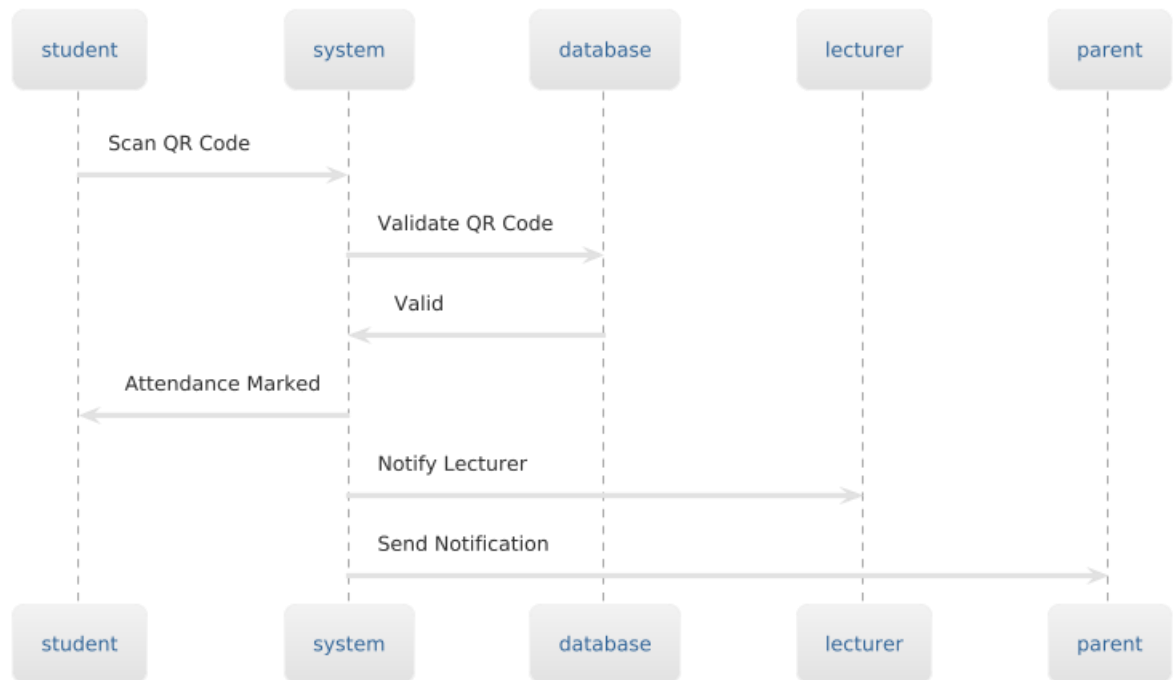 student system database lecturer parent
Scan QR Code
Validate QR Code
Valid
Attendance Marked
Notify Lecturer
Send Notification
student system database lecturer parent